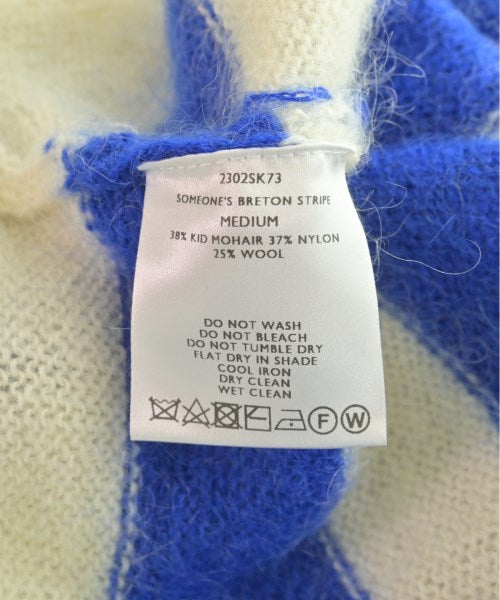 2302SK73
SOMEONE'S BRETON STRIPE
MEDIUM
38% KID MOHAIR 37% NYLON
25% WOOL
DO NOT WASH
DO NOT BLEACH
DO NOT TUMBLE DRY
FLAT DRY IN SHADE
COOL IRON
DRY CLEAN
WET CLEAN
F W